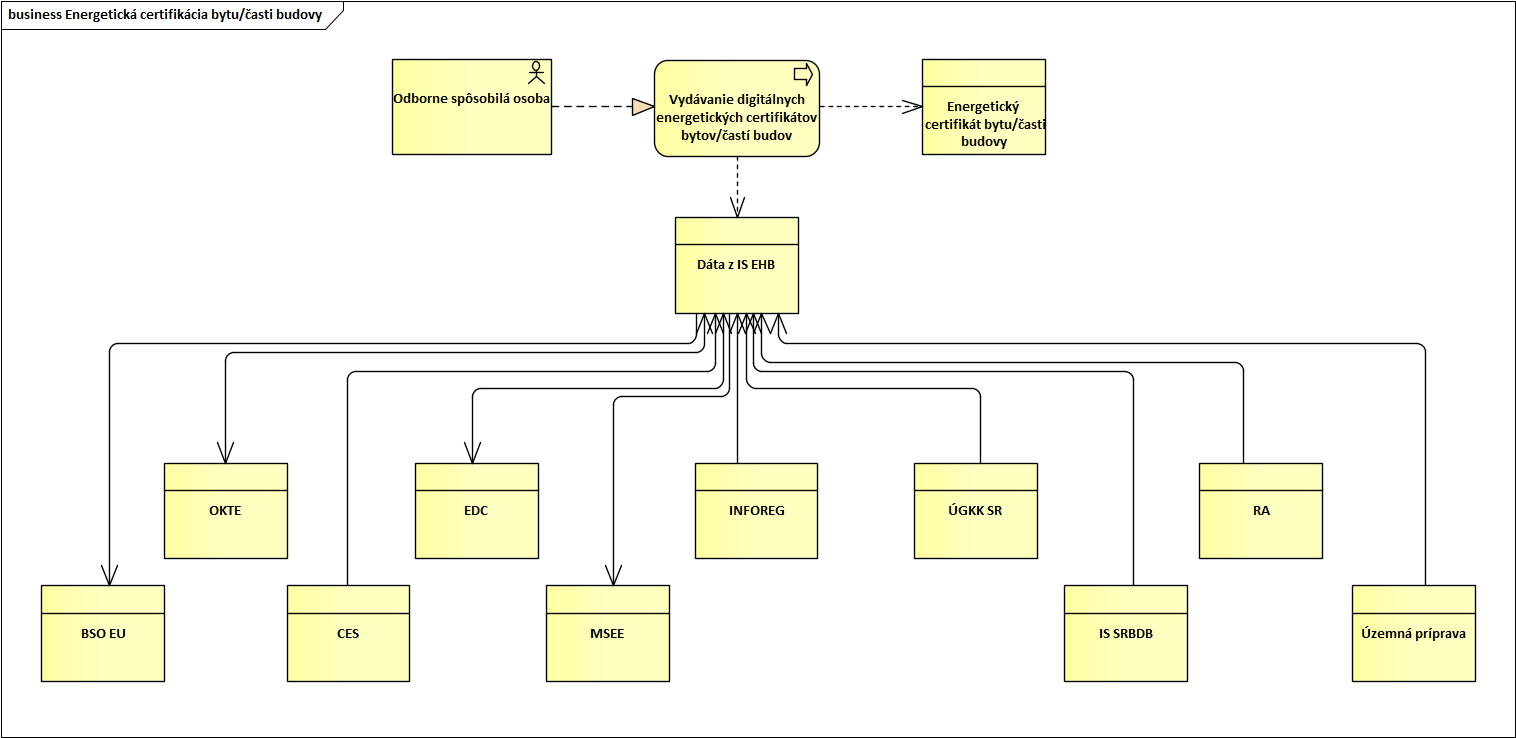 business Energetická certifikácia bytu/časti budovy
Odborne spôsobilá osoba
Vydávanie digitálnych
energetických certifikátov
bytov/častí budov
Energetický
certifikát bytu/časti
budovy
Dáta z IS EHB
OKTE
EDC
INFOREG
ÚGKK SR
RA
BSO EU
CES
MSEE
IS SRBDB
Územná príprava